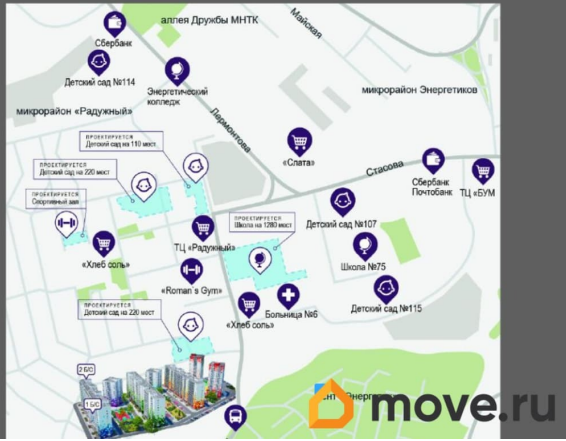 аллея Дружбы МНТК
Майская
Сбербанк
Детский сад №114
Энергетический
колледж
микрорайон Энергетиков
микрорайон «Радужный»
Лермонтова
ПРОЕКТИРУЕТСЯ
Детский сад на 110 мест
«Слата»
Стасова
ПРОЕКТИРУЕТСЯ
Детский сад на 220 мест
Сбербанк
Почтобанк
ТЦ «БУМ
ПРОЕКТИРУЕТСЯ
Спортивный зал
ПРОЕКТИРУЕТСЯ
Школа на 1280 мест
Детский сад №107
ТЦ «Радужный»
«Хлеб соль»
Школа №75
«Roman`s Gym»
Детский сад №115
Больница №6
«Хлеб соль»
ПРОЕКТИРУЕТСЯ
Детский сад на 220 мест
2 Б/С
1 Б/С
move.ru